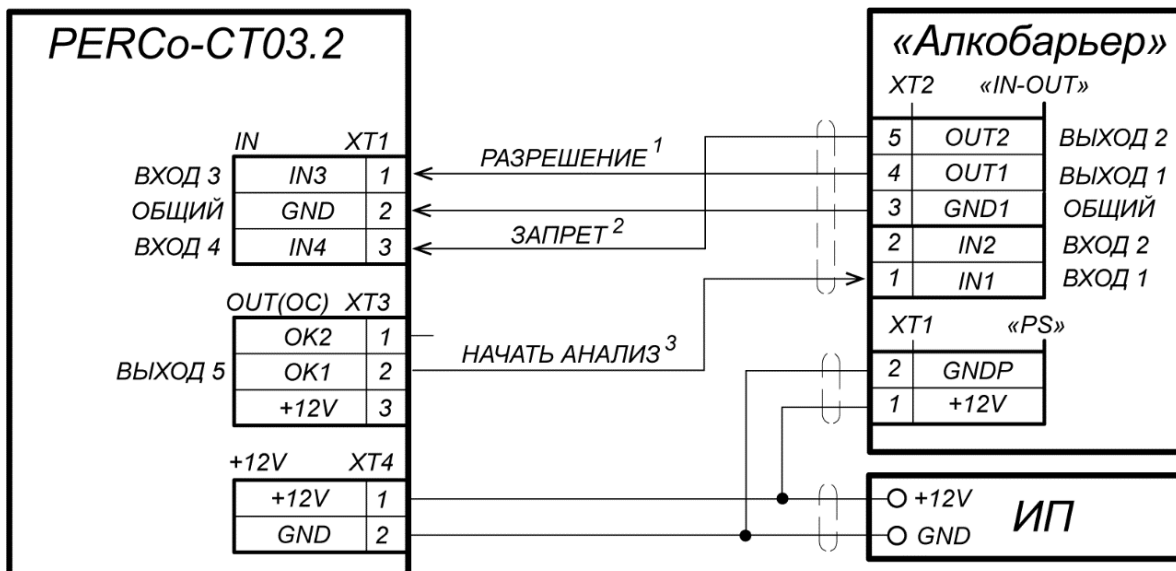 PERCo-CT03.2
«Алкобарьер»
XT2 «IN-OUT»
IN XT1
ВХОД 3 IN3 1
ОБЩИЙ GND 2
ВХОД 4 IN4 3
РАЗРЕШЕНИЕ 1
ЗАПРЕТ 2
5 OUT2 ВЫХОД 2
4 OUT1 ВЫХОД 1
3 GND1 ОБЩИЙ
2 IN2 ВХОД 2
1 IN1 ВХОД 1
OUT(OC) XT3
OK2 1
ВЫХОД 5 OK1 2
+12V 3
НАЧАТЬ АНАЛИЗ 3
XT1 «PS»
2 GNDP
1 +12V
+12V XT4
+12V 1
GND 2
+12V
GND
ИП